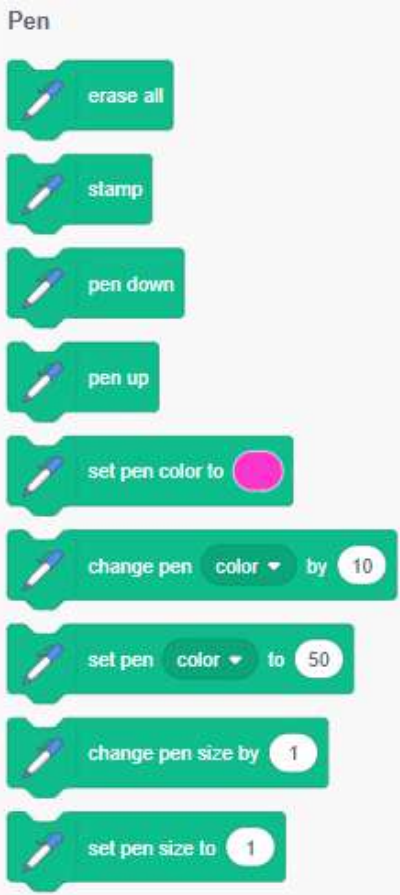 Pen
erase all
stamp
pen down
pen up
set pen color to
change pen color by 10
set pen color to 50
change pen size by 1
set pen size to 1